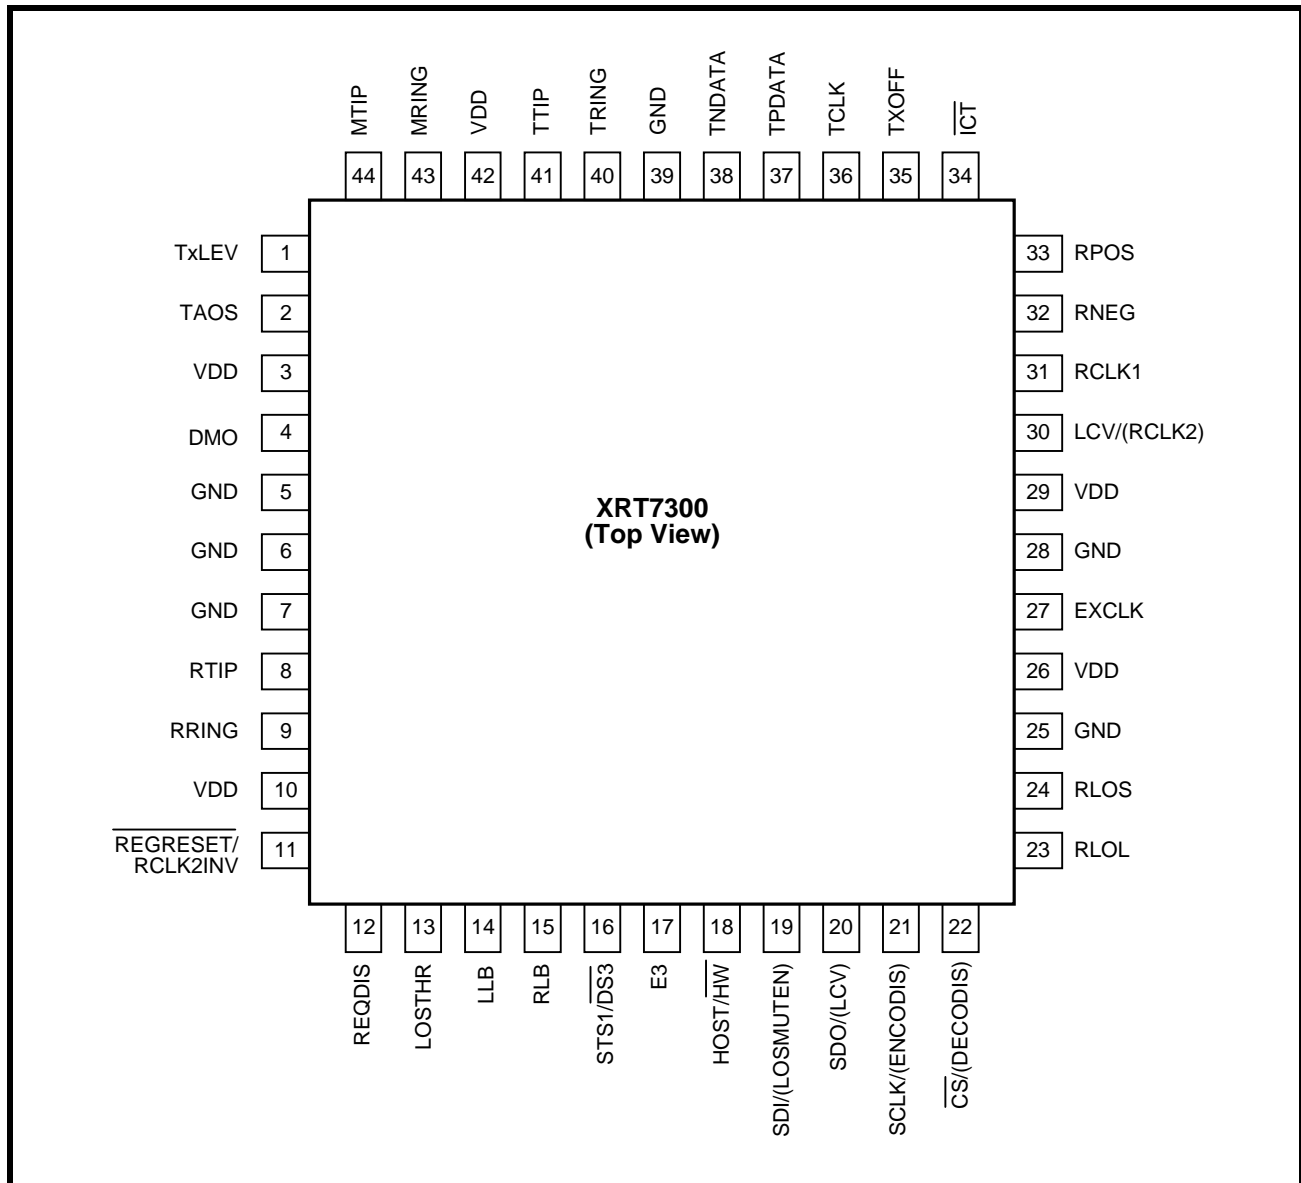 MTIP
MRING
VDD
TTIP
TRING
GND
TNDATA
TPDATA
TCLK
TXOFF
ICT
44 43 42 41 40 39 38 37 36 35 34
TxLEV 1
TAOS 2
VDD 3
DMO 4
GND 5
GND 6
GND 7
RTIP 8
RRING 9
VDD 10
REGRESET/
RCLK2INV 11
XRT7300
(Top View)
33 RPOS
32 RNEG
31 RCLK1
30 LCV/(RCLK2)
29 VDD
28 GND
27 EXCLK
26 VDD
25 GND
24 RLOS
23 RLOL
12 13 14 15 16 17 18 19 20 21 22
REQDIS
LOSTHR
LLB
RLB
STS1/DS3
E3
HOST/HW
SDI/(LOSMUTEN)
SDO/(LCV)
SCLK/(ENCODIS)
CS/(DECODIS)